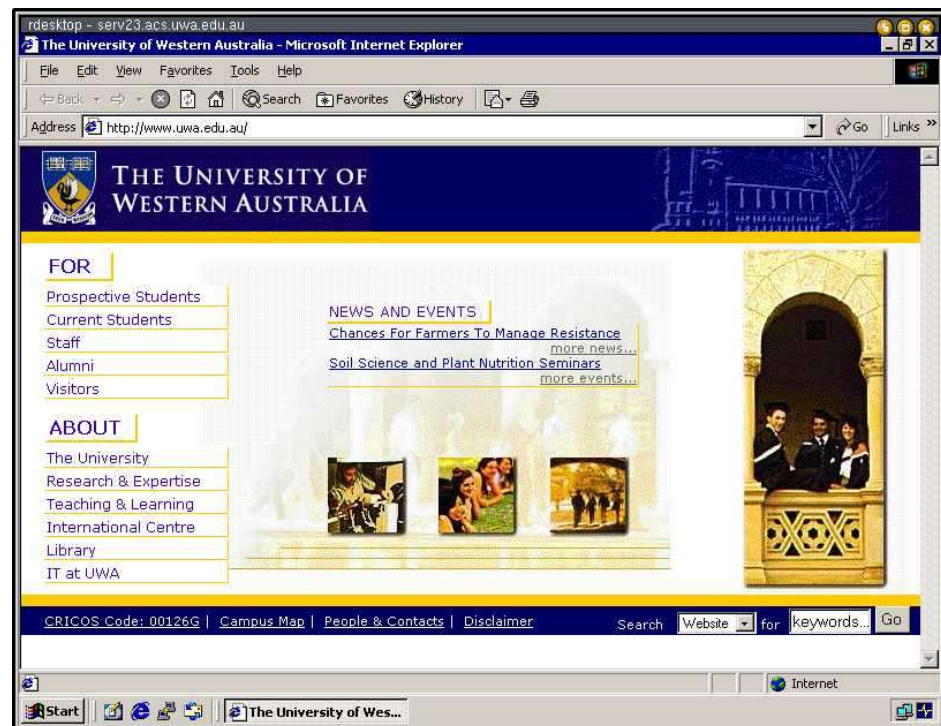 rdesktop - serv23.acs.uwa.edu.au
The University of Western Australia - Microsoft Internet Explorer
File Edit View Favorites Tools Help
Back Search Favorites History
Address http://www.uwa.edu.au/ Go Links »
THE UNIVERSITY OF
WESTERN AUSTRALIA
FOR
Prospective Students
Current Students
Staff
Alumni
Visitors
ABOUT
The University
Research & Expertise
Teaching & Learning
International Centre
Library
IT at UWA
NEWS AND EVENTS
Chances For Farmers To Manage Resistance
more news...
Soil Science and Plant Nutrition Seminars
more events...
CRICOS Code: 00126G | Campus Map | People & Contacts | Disclaimer Search Website for keywords... Go
Internet
Start The University of Wes...